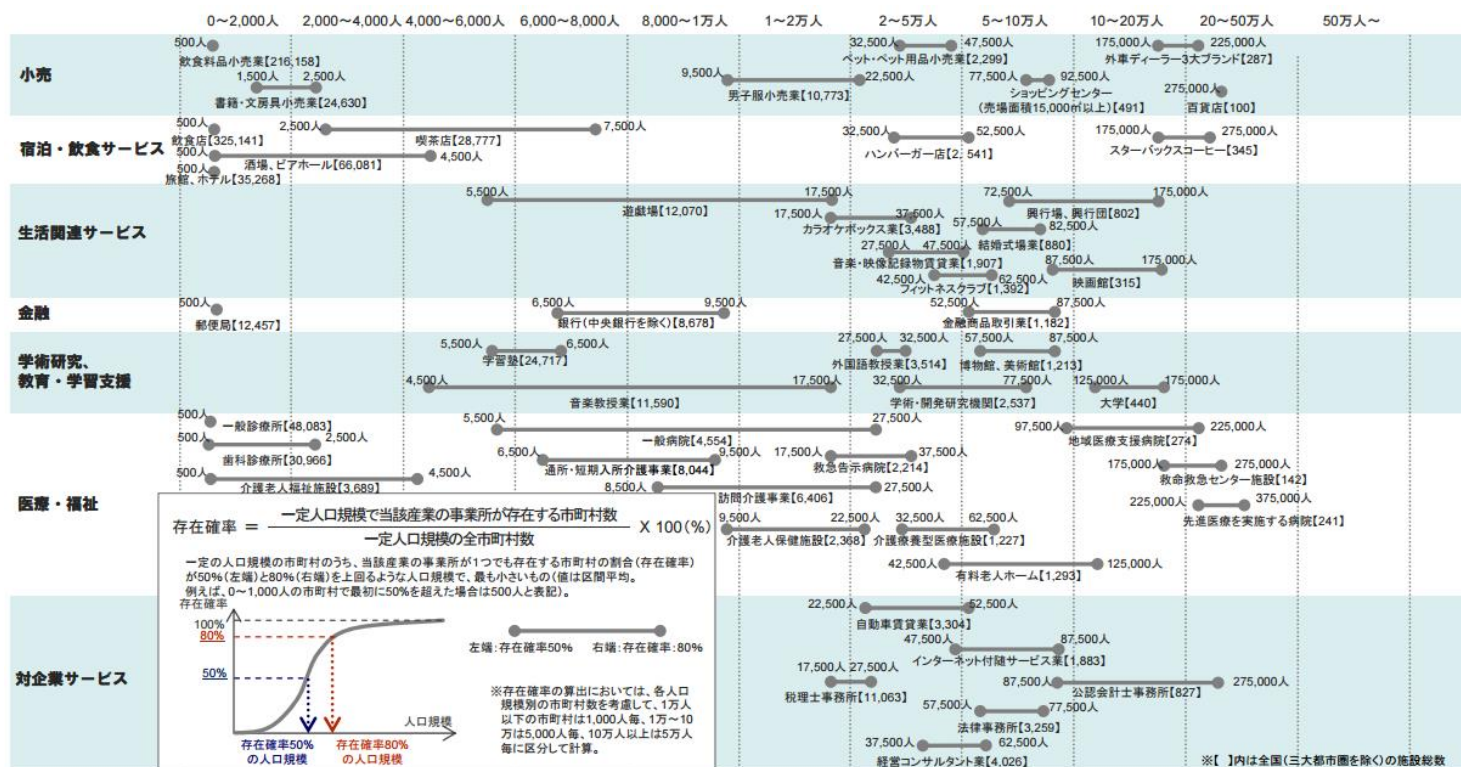 0～2,000人 2,000～4,000人 4,000～6,000人 6,000～8,000人 8,000～1万人 1～2万人 2～5万人 5～10万人 10～20万人 20～50万人 50万人～
小売
500人
飲食料品小売業【216,158】
1,500人 2,500人
書籍・文房具小売業【24,630】
9,500人 22,500人
男子服小売業【10,773】
32,500人 47,500人
ペット・ペット用品小売業【2,299】
77,500人 92,500人
ショッピングセンター
(売場面積15,000㎡以上)【491】
175,000人 225,000人
外車ディーラー3大ブランド【287】
275,000人
百貨店【100】
宿泊・飲食サービス
500人
飲食店【325,141】
2,500人 7,500人
喫茶店【28,777】
500人 4,500人
酒場、ビアホール【66,081】
500人
旅館、ホテル【35,268】
32,500人 52,500人
ハンバーガー店【2, 541】
175,000人 275,000人
スターバックスコーヒー【345】
生活関連サービス
5,500人 17,500人
遊戯場【12,070】
17,500人 37,500人
カラオケボックス業【3,488】
27,500人 47,500人
音楽・映像記録物賃貸業【1,907】
42,500人 62,500人
フィットネスクラブ【1,392】
72,500人 175,000人
興行場、興行団【802】
57,500人 82,500人
結婚式場業【880】
87,500人 175,000人
映画館【315】
金融
500人
郵便局【12,457】
6,500人 9,500人
銀行(中央銀行を除く)【8,678】
52,500人 87,500人
金融商品取引業【1,182】
学術研究、
教育・学習支援
5,500人 6,500人
学習塾【24,717】
4,500人 17,500人
音楽教授業【11,590】
27,500人 32,500人
外国語教授業【3,514】
57,500人 87,500人
博物館、美術館【1,213】
32,500人 77,500人
学術・開発研究機関【2,537】
125,000人 175,000人
大学【440】
医療・福祉
500人
一般診療所【48,083】
500人 2,500人
歯科診療所【30,966】
500人 4,500人
介護老人福祉施設【3,689】
5,500人 27,500人
一般病院【4,554】
6,500人 9,500人
通所・短期入所介護事業【8,044】
17,500人 37,500人
救急告示病院【2,214】
8,500人 27,500人
訪問介護事業【6,406】
9,500人 22,500人
介護老人保健施設【2,368】
32,500人 62,500人
介護療養型医療施設【1,227】
42,500人 125,000人
有料老人ホーム【1,293】
97,500人 225,000人
地域医療支援病院【274】
175,000人 275,000人
救命救急センター施設【142】
225,000人 375,000人
先進医療を実施する病院【241】
対企業サービス
22,500人 52,500人
自動車賃貸業【3,304】
47,500人 87,500人
インターネット付随サービス業【1,883】
17,500人 27,500人
税理士事務所【11,063】
87,500人 275,000人
公認会計士事務所【827】
57,500人 77,500人
法律事務所【3,259】
37,500人 62,500人
経営コンサルタント業【4,026】
存在確率 ＝ 一定人口規模で当該産業の事業所が存在する市町村数 X 100(%)
一定人口規模の全市町村数
一定の人口規模の市町村のうち、当該産業の事業所が1つでも存在する市町村の割合(存在確率)
が50%(左端)と80%(右端)を上回るような人口規模で、最も小さいもの(値は区間平均。
例えば、0～1,000人の市町村で最初に50%を超えた場合は500人と表記)。
存在確率
100%
80%
50%
人口規模
存在確率50%
の人口規模
存在確率80%
の人口規模
左端:存在確率50% 右端:存在確率:80%
※存在確率の算出においては、各人口
規模別の市町村数を考慮して、1万人
以下の市町村は1,000人毎、1万～10
万は5,000人毎、10万人以上は5万人
毎に区分して計算。
※【 】内は全国(三大都市圏を除く)の施設総数